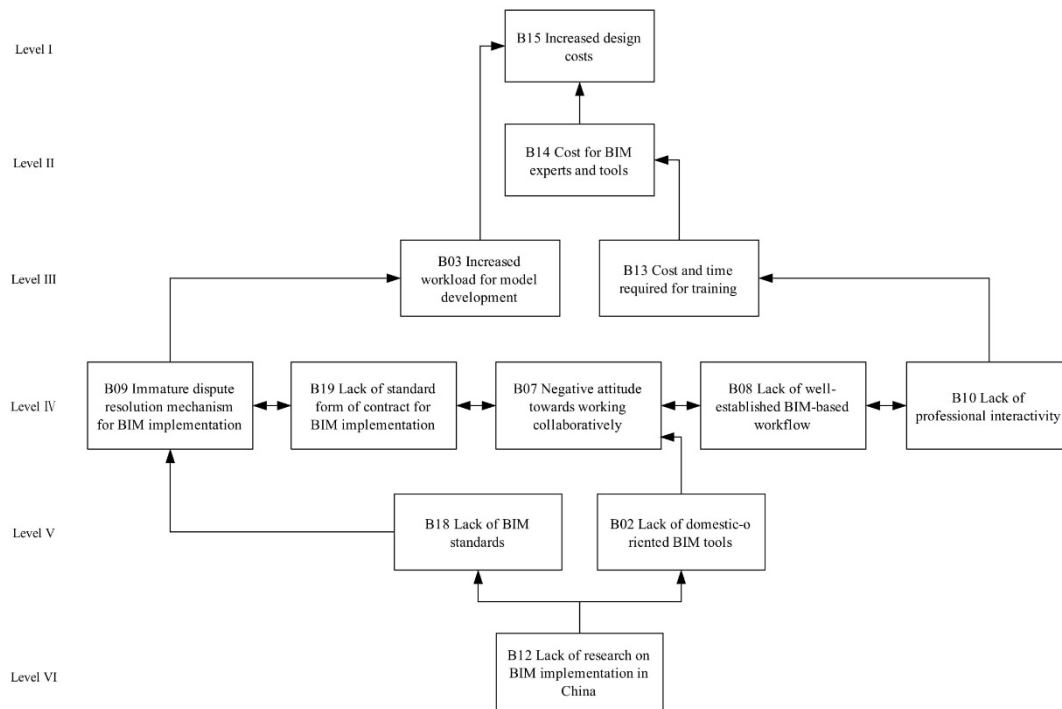 Level I
B15 Increased design
costs
Level II
B14 Cost for BIM
experts and tools
Level III
B03 Increased
workload for model
development
B13 Cost and time
required for training
Level Ⅳ
B09 Immature dispute
resolution mechanism
for BIM implementation
B19 Lack of standard
form of contract for
BIM implementation
B07 Negative attitude
towards working
collaboratively
B08 Lack of well-
established BIM-based
workflow
B10 Lack of
professional interactivity
Level V
B18 Lack of BIM
standards
B02 Lack of domestic-o
riented BIM tools
Level VI
B12 Lack of research on
BIM implementation in
China